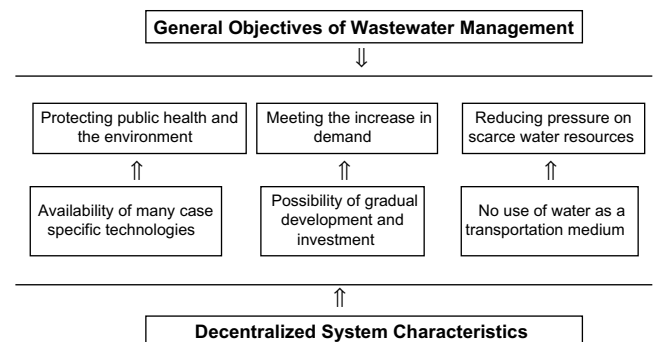 General Objectives of Wastewater Management
⇓
Protecting public health and
the environment
Meeting the increase in
demand
Reducing pressure on
scarce water resources
⇑ ⇑ ⇑
Availability of many case
specific technologies
Possibility of gradual
development and
investment
No use of water as a
transportation medium
⇑
Decentralized System Characteristics